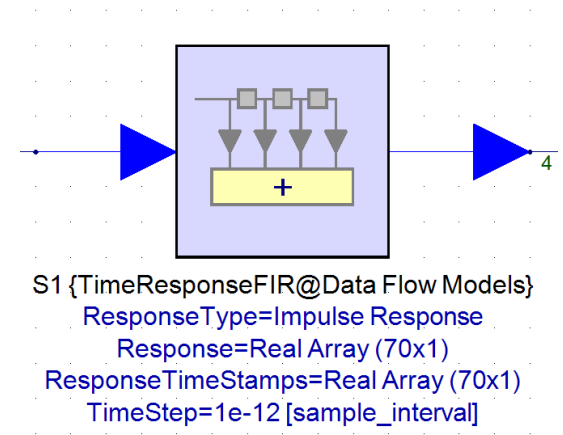 +
4
S1 {TimeResponseFIR@Data Flow Models}
ResponseType=Impulse Response
Response=Real Array (70x1)
ResponseTimeStamps=Real Array (70x1)
TimeStep=1e-12 [sample_interval]